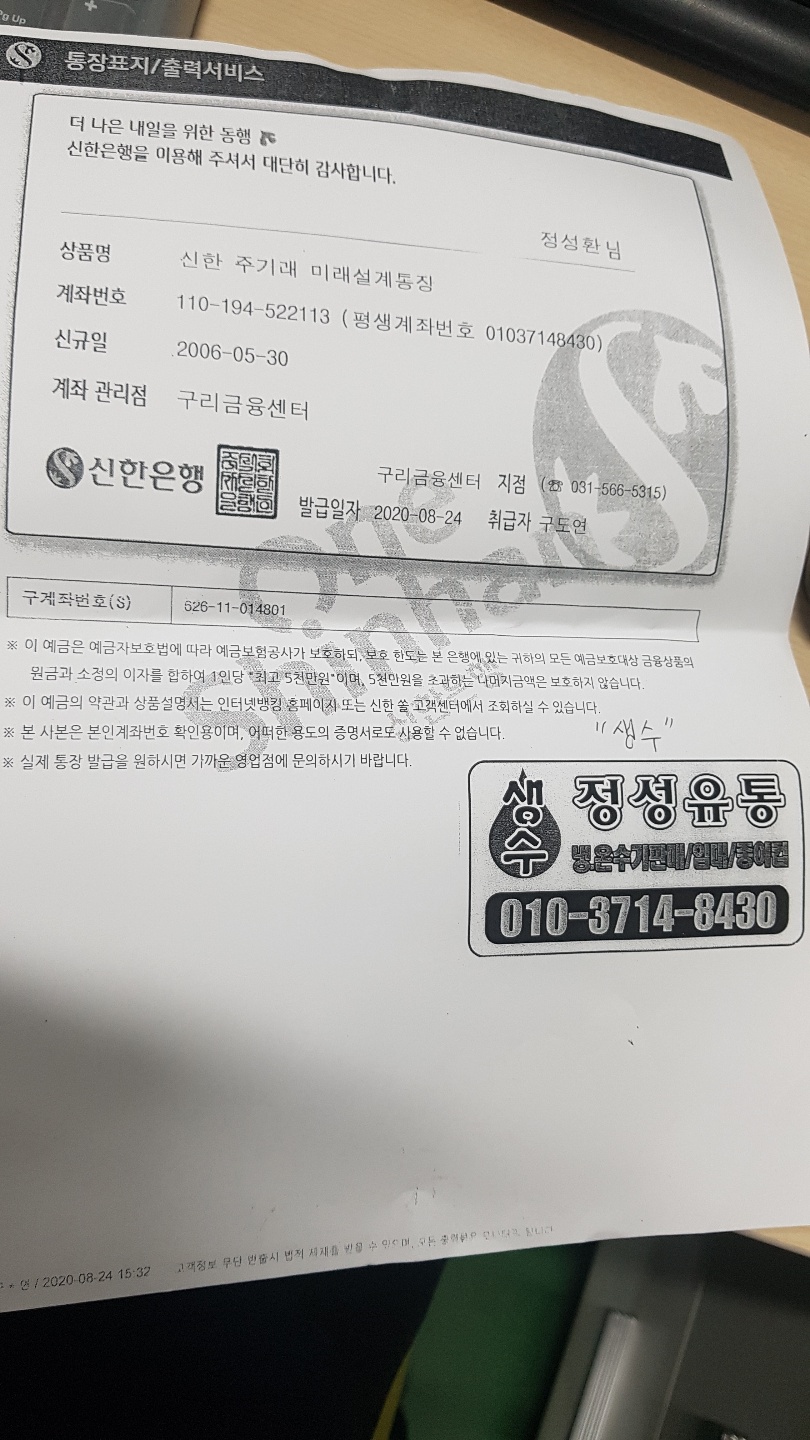 Pg Up
통장표지/출력서비스
더 나은 내일을 위한 동행
신한은행을 이용해 주셔서 대단히 감사합니다.
정성환님
상품명 신한 주거래 미래설계통장
계좌번호 110-194-522113 (평생계좌번호 01037148430)
신규일 2006-05-30
계좌 관리점 구리금융센터
신한은행
구리금융센터 지점 (☎ 031-566-5315)
발급일자 2020-08-24 취급자 구도연
One
Shinhan
구계좌번호(S) 626-11-014801
※ 이 예금은 예금자보호법에 따라 예금보험공사가 보호하되, 보호 한도는 본 은행에 있는 귀하의 모든 예금보호대상 금융상품의
원금과 소정의 이자를 합하여 1인당 "최고 5천만원"이며, 5천만원을 초과하는 나머지금액은 보호하지 않습니다.
※ 이 예금의 약관과 상품설명서는 인터넷뱅킹 홈페이지 또는 신한 쏠 고객센터에서 조회하실 수 있습니다.
※ 본 사본은 본인계좌번호 확인용이며, 어떠한 용도의 증명서로도 사용할 수 없습니다.
※ 실제 통장 발급을 원하시면 가까운 영업점에 문의하시기 바랍니다.
"생수"
생수 정성유통
냉.온수기판매/임대/종이컵
010-3714-8430
* 연 / 2020-08-24 15:32 고객정보 무단 반출시 법적 제재를 받을 수 있으며, 모든 출력물은 모니터링 됩니다